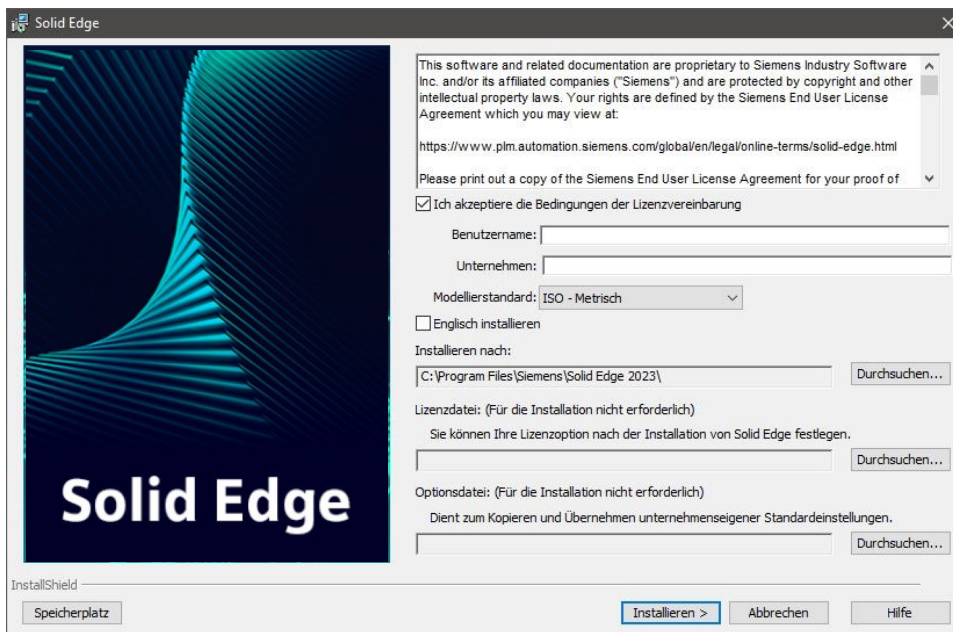 Solid Edge
This software and related documentation are proprietary to Siemens Industry Software
Inc. and/or its affiliated companies ("Siemens") and are protected by copyright and other
intellectual property laws. Your rights are defined by the Siemens End User License
Agreement which you may view at:
https://www.plm.automation.siemens.com/global/en/legal/online-terms/solid-edge.html
Please print out a copy of the Siemens End User License Agreement for your proof of
Ich akzeptiere die Bedingungen der Lizenzvereinbarung
Benutzername:
Unternehmen:
Modellierstandard: ISO - Metrisch
Englisch installieren
Installieren nach:
C:\Program Files\Siemens\Solid Edge 2023\ Durchsuchen...
Lizenzdatei: (Für die Installation nicht erforderlich)
Sie können Ihre Lizenzoption nach der Installation von Solid Edge festlegen.
Durchsuchen...
Optionsdatei: (Für die Installation nicht erforderlich)
Dient zum Kopieren und Übernehmen unternehmenseigener Standardeinstellungen.
Durchsuchen...
Solid Edge
InstallShield
Speicherplatz Installieren > Abbrechen Hilfe